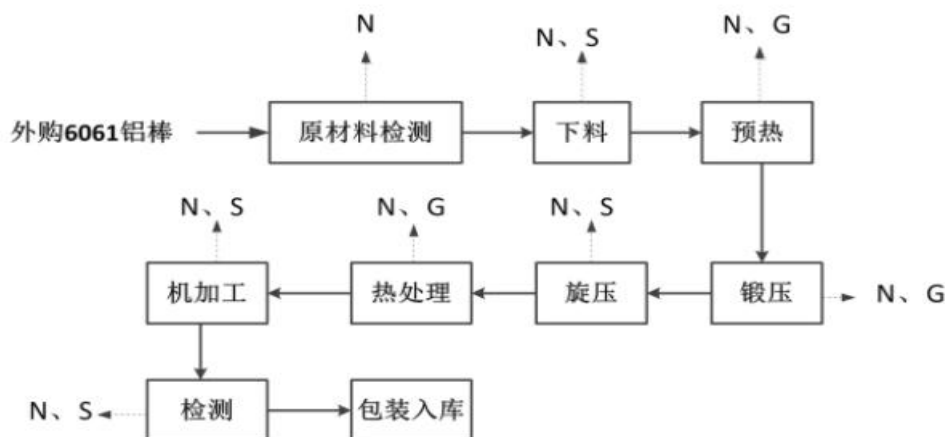 N
N、S
N、G
外购6061铝棒
原材料检测
下料
预热
N、S
N、G
N、S
机加工
热处理
旋压
锻压
N、G
N、S
检测
包装入库